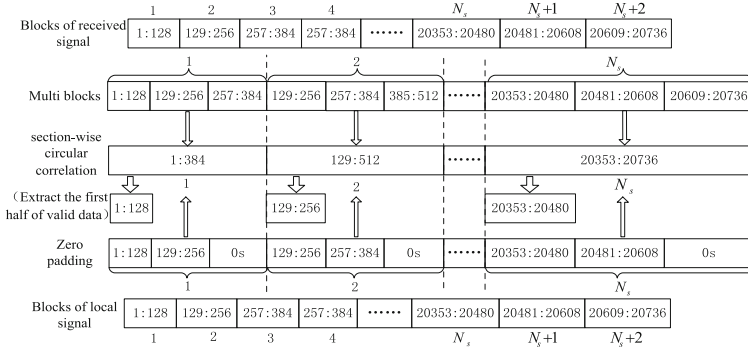 1 2 3 4 N_s N_s+1 N_s+2
Blocks of received
signal
1:128 129:256 257:384 257:384 ...... 20353:20480 20481:20608 20609:20736
1 2 N_s
Multi blocks 1:128 129:256 257:384 129:256 257:384 385:512 ...... 20353:20480 20481:20608 20609:20736
section-wise
circular
correlation
1:384 129:512 ...... 20353:20736
(Extract the first
half of valid data)
1:128 1 129:256 2 20353:20480 N_s
Zero
padding
1:128 129:256 0s 129:256 257:384 0s ...... 20353:20480 20481:20608 0s
1 2 N_s
Blocks of local
signal
1:128 129:256 257:384 257:384 ...... 20353:20480 20481:20608 20609:20736
1 2 3 4 N_s N_s+1 N_s+2